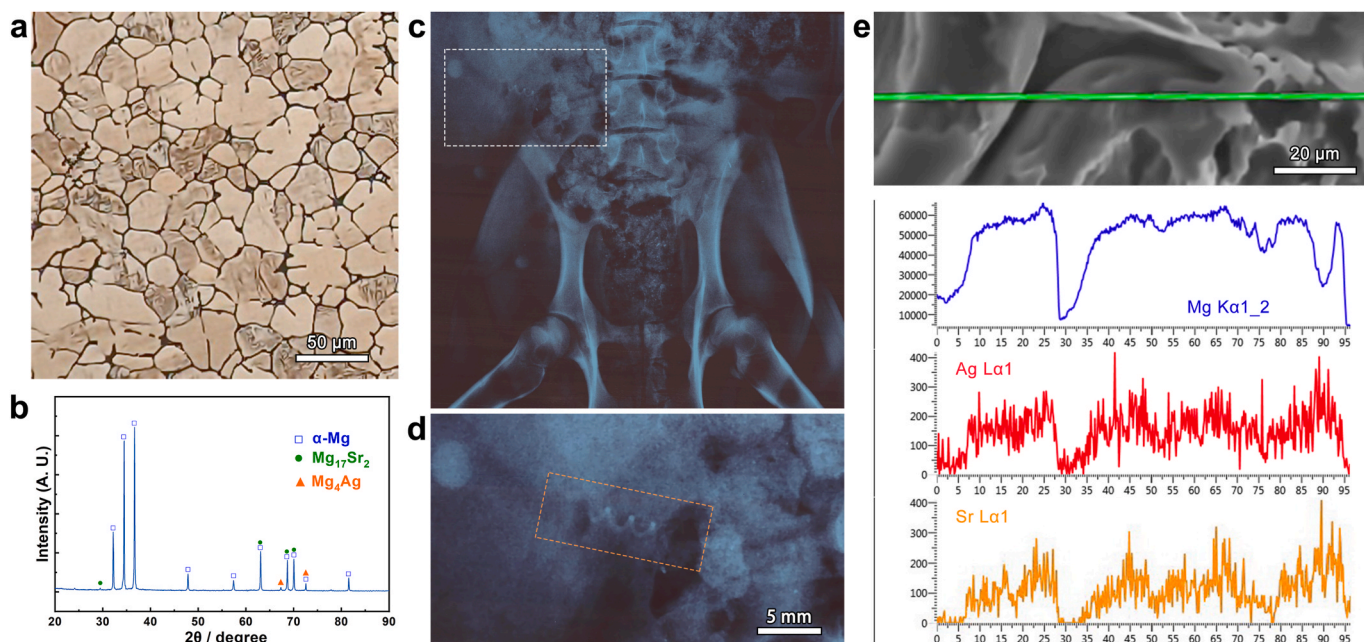 a
50 μm
b
Intensity (A. U.)
α-Mg
Mg₁₇Sr₂
Mg₄Ag
20 30 40 50 60 70 80 90
2θ / degree
c
d
5 mm
e
20 μm
60000
50000
40000
30000
20000
10000
Mg Kα1_2
0 5 10 15 20 25 30 35 40 45 50 55 60 65 70 75 80 85 90 95
400
300
200
100
0
Ag Lα1
0 5 10 15 20 25 30 35 40 45 50 55 60 65 70 75 80 85 90 95
400
300
200
100
0
Sr Lα1
0 5 10 15 20 25 30 35 40 45 50 55 60 65 70 75 80 85 90 95